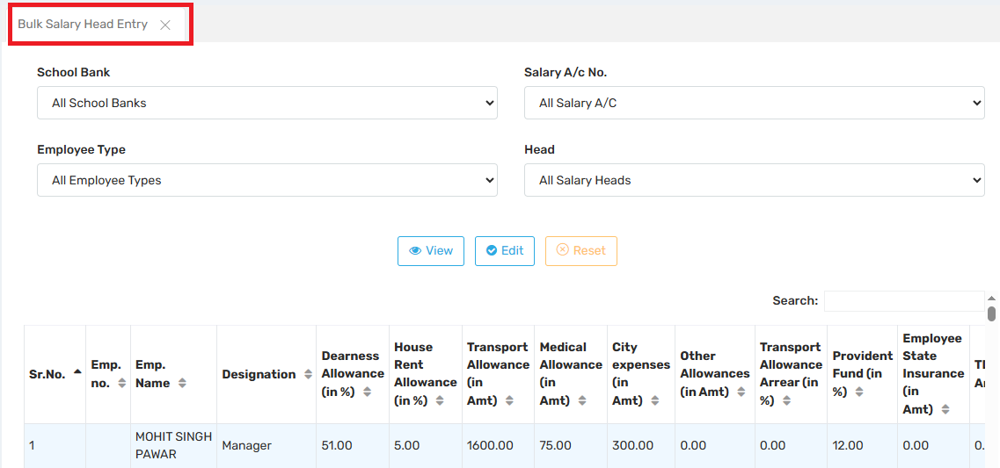 Bulk Salary Head Entry
School Bank
Salary A/c No.
All School Banks
All Salary A/C
Employee Type
Head
All Employee Types
All Salary Heads
View
Edit
Reset
Search:
Sr.No.
Emp.
no.
Emp.
Name
Designation
Dearness
Allowance
(in %)
House
Rent
Allowance
(in %)
Transport
Allowance
(in
Amt)
Medical
Allowance
(in
Amt)
City
expenses
(in
Amt)
Other
Allowances
(in Amt)
Transport
Allowance
Arrear (in
%)
Provident
Fund (in
%)
Employee
State
Insurance
(in
Amt)
1
MOHIT SINGH
PAWAR
Manager
51.00
5.00
1600.00
75.00
300.00
0.00
0.00
12.00
0.00